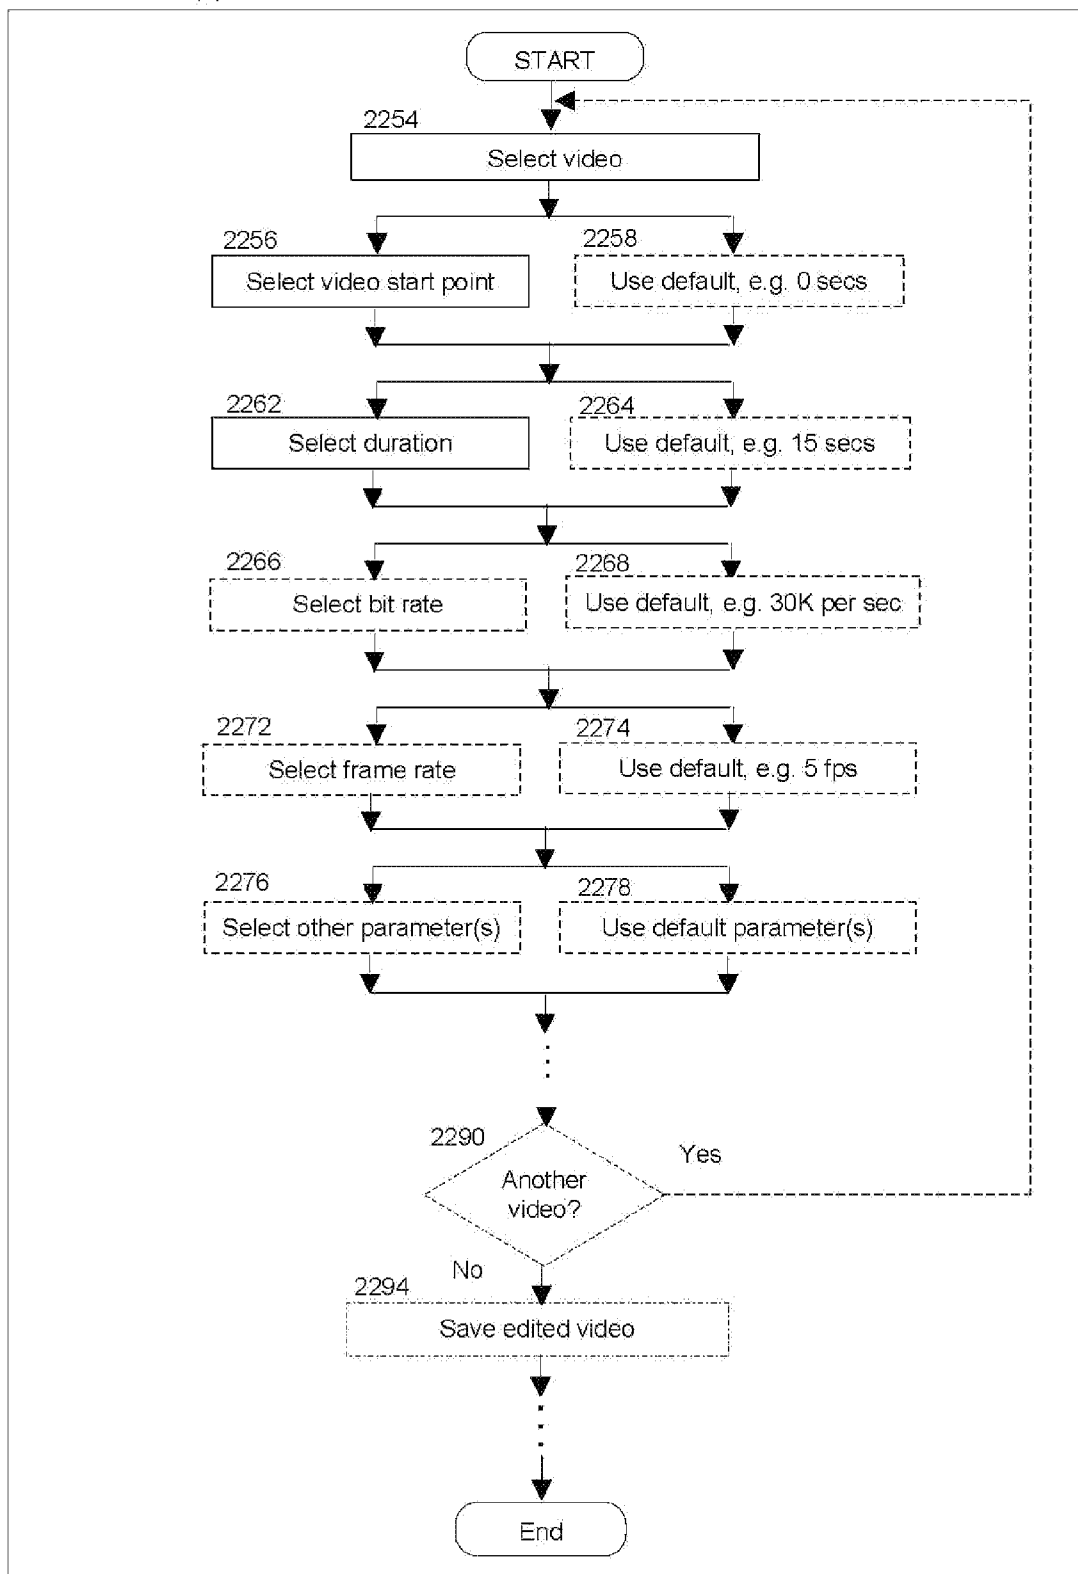 START
2254
Select video
2256
2258
Select video start point
Use default, e.g. 0 secs
2262
2264
Select duration
Use default, e.g. 15 secs
2266
2268
Select bit rate
Use default, e.g. 30K per sec
2272
2274
Select frame rate
Use default, e.g. 5 fps
2276
2278
Select other parameter(s)
Use default parameter(s)
2290
Yes
Another
video?
No
2294
Save edited video
End